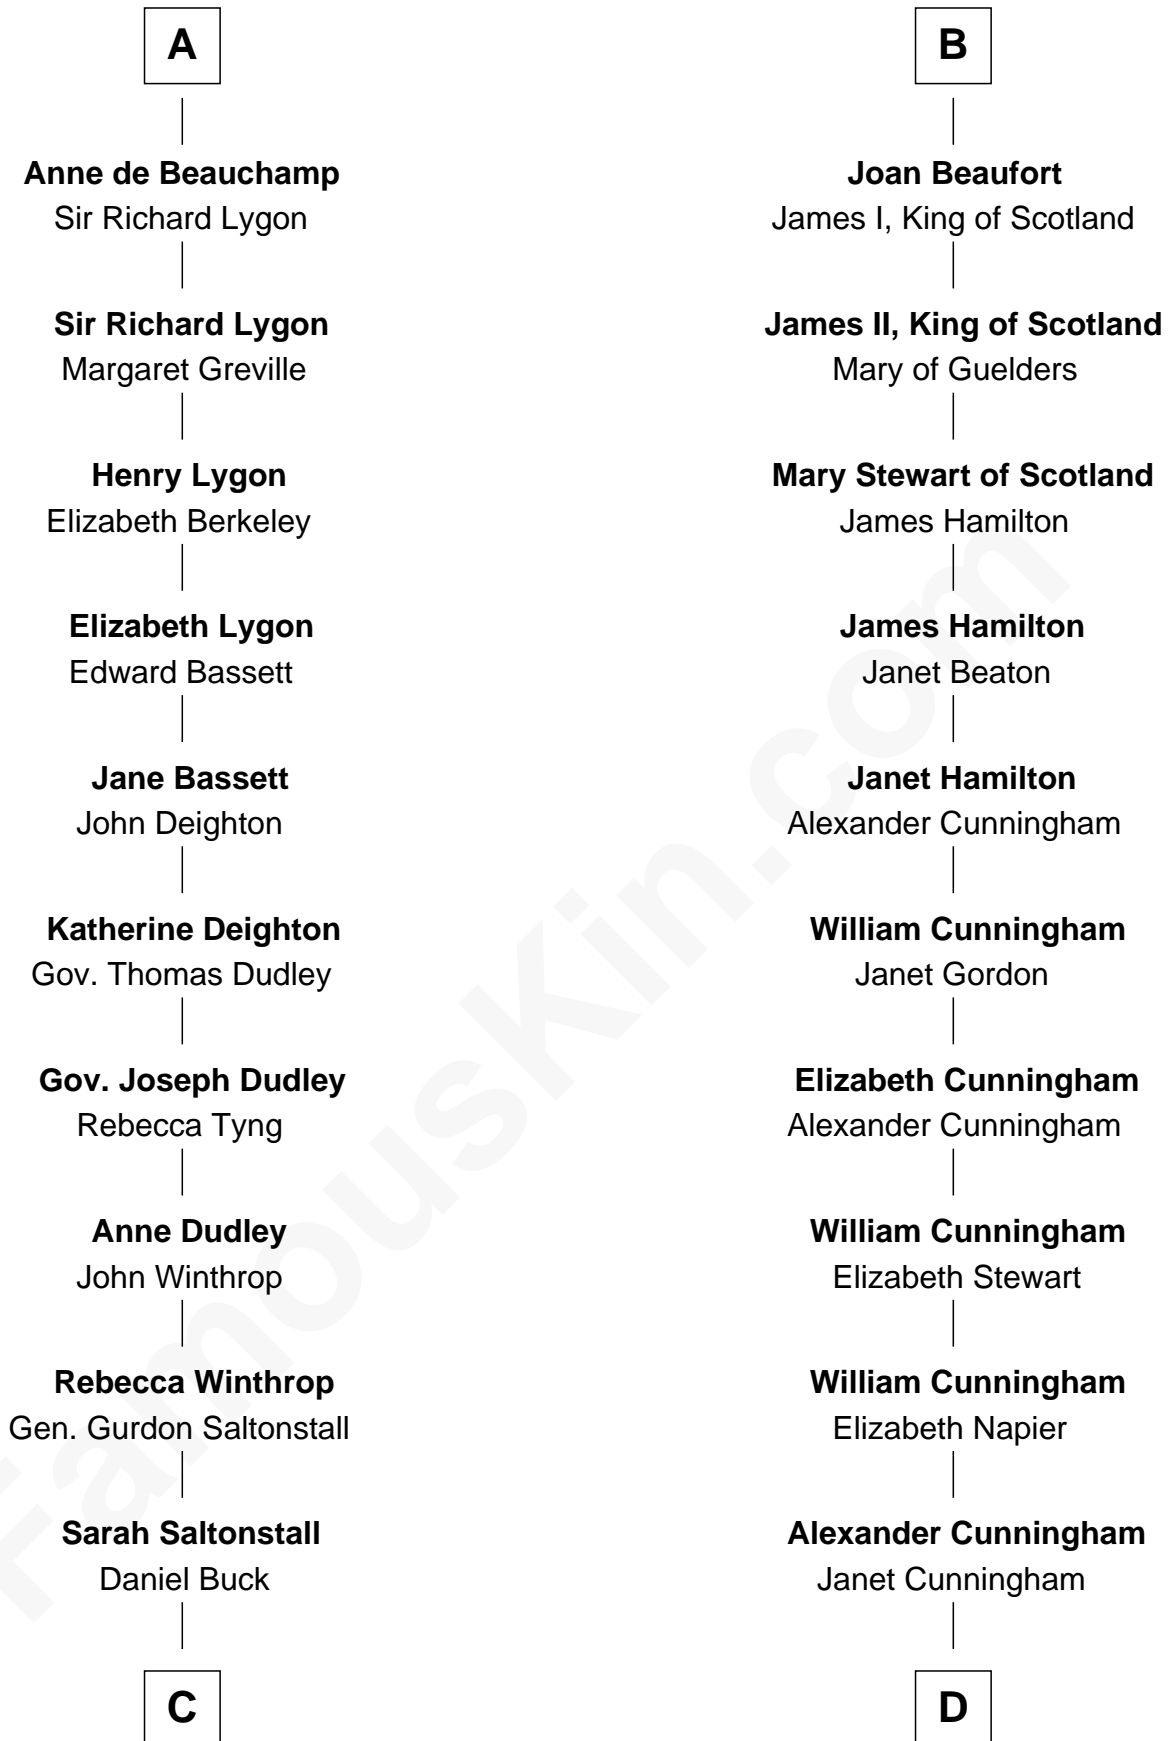 A
Anne de Beauchamp
Sir Richard Lygon
Sir Richard Lygon
Margaret Greville
Henry Lygon
Elizabeth Berkeley
Elizabeth Lygon
Edward Bassett
Jane Bassett
John Deighton
Katherine Deighton
Gov. Thomas Dudley
Gov. Joseph Dudley
Rebecca Tyng
Anne Dudley
John Winthrop
Rebecca Winthrop
Gen. Gurdon Saltonstall
Sarah Saltonstall
Daniel Buck
C
B
Joan Beaufort
James I, King of Scotland
James II, King of Scotland
Mary of Guelders
Mary Stewart of Scotland
James Hamilton
James Hamilton
Janet Beaton
Janet Hamilton
Alexander Cunningham
William Cunningham
Janet Gordon
Elizabeth Cunningham
Alexander Cunningham
William Cunningham
Elizabeth Stewart
William Cunningham
Elizabeth Napier
Alexander Cunningham
Janet Cunningham
D
FamousKin.com